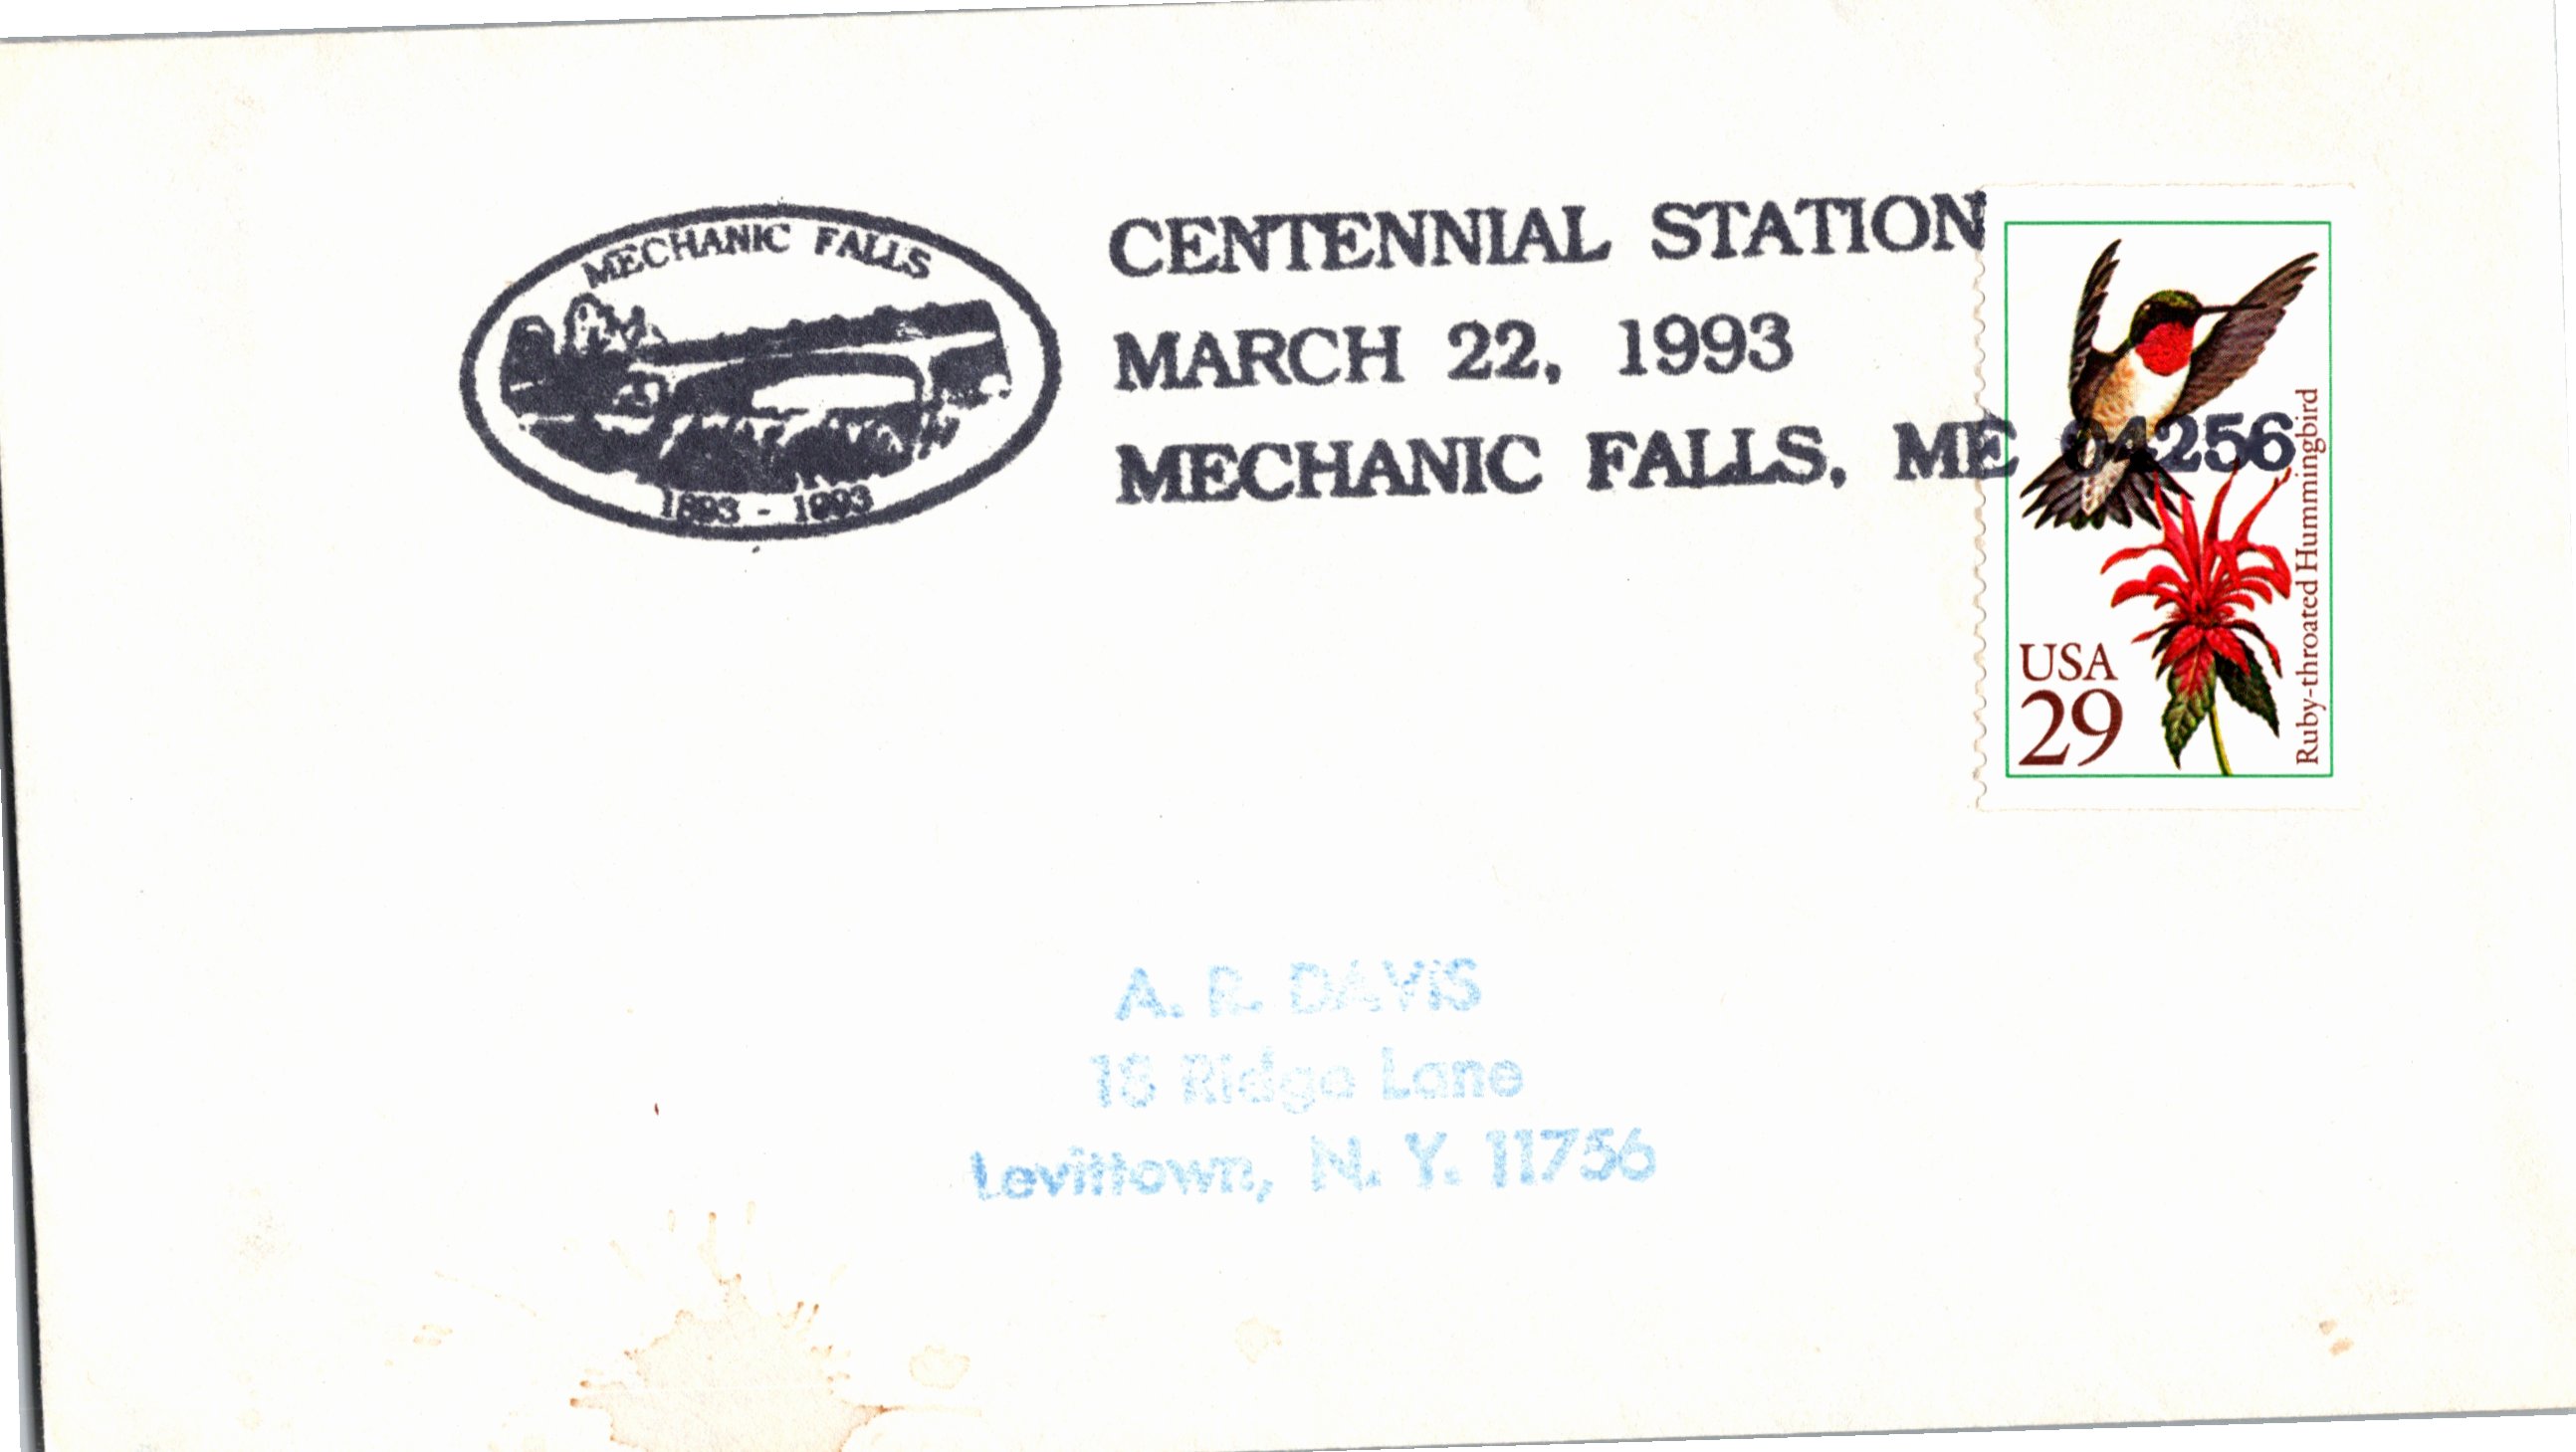 MECHANIC FALLS
1893 - 1993
CENTENNIAL STATION
MARCH 22, 1993
MECHANIC FALLS, ME 04256
USA
29
Ruby-throated Hummingbird
A. R. DAVIS
18 Ridge Lane
Levittown, N. Y. 11756